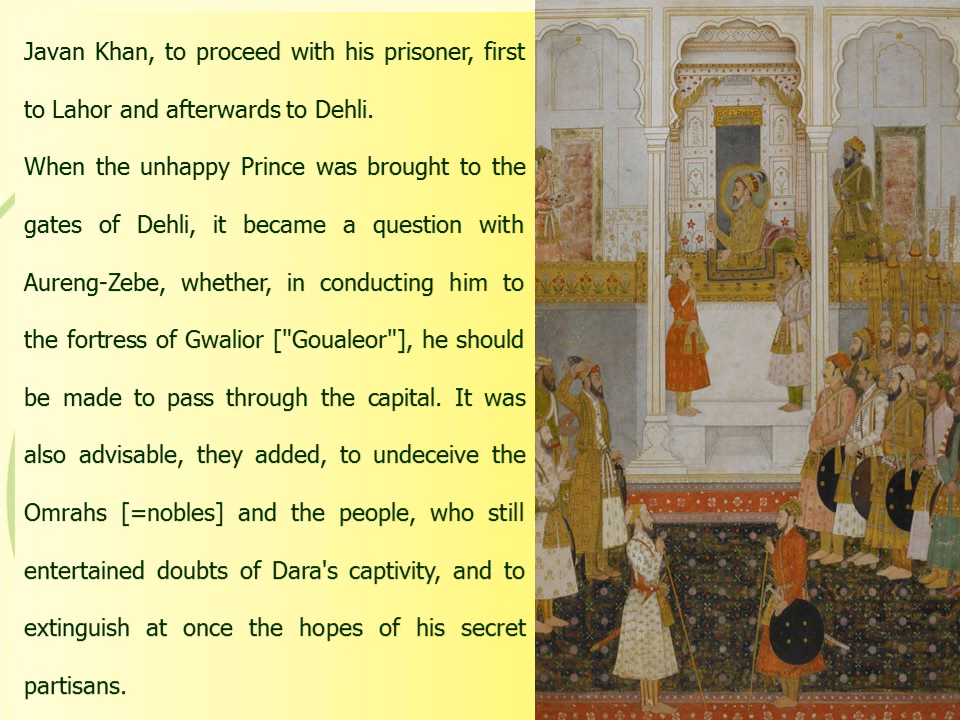 Javan Khan, to proceed with his prisoner, first
to Lahor and afterwards to Dehli.
When the unhappy Prince was brought to the
gates of Dehli, it became a question with
Aureng-Zebe, whether, in conducting him to
the fortress of Gwalior ["Goualeor"], he should
be made to pass through the capital. It was
also advisable, they added, to undeceive the
Omrahs [=nobles] and the people, who still
entertained doubts of Dara's captivity, and to
extinguish at once the hopes of his secret
partisans.